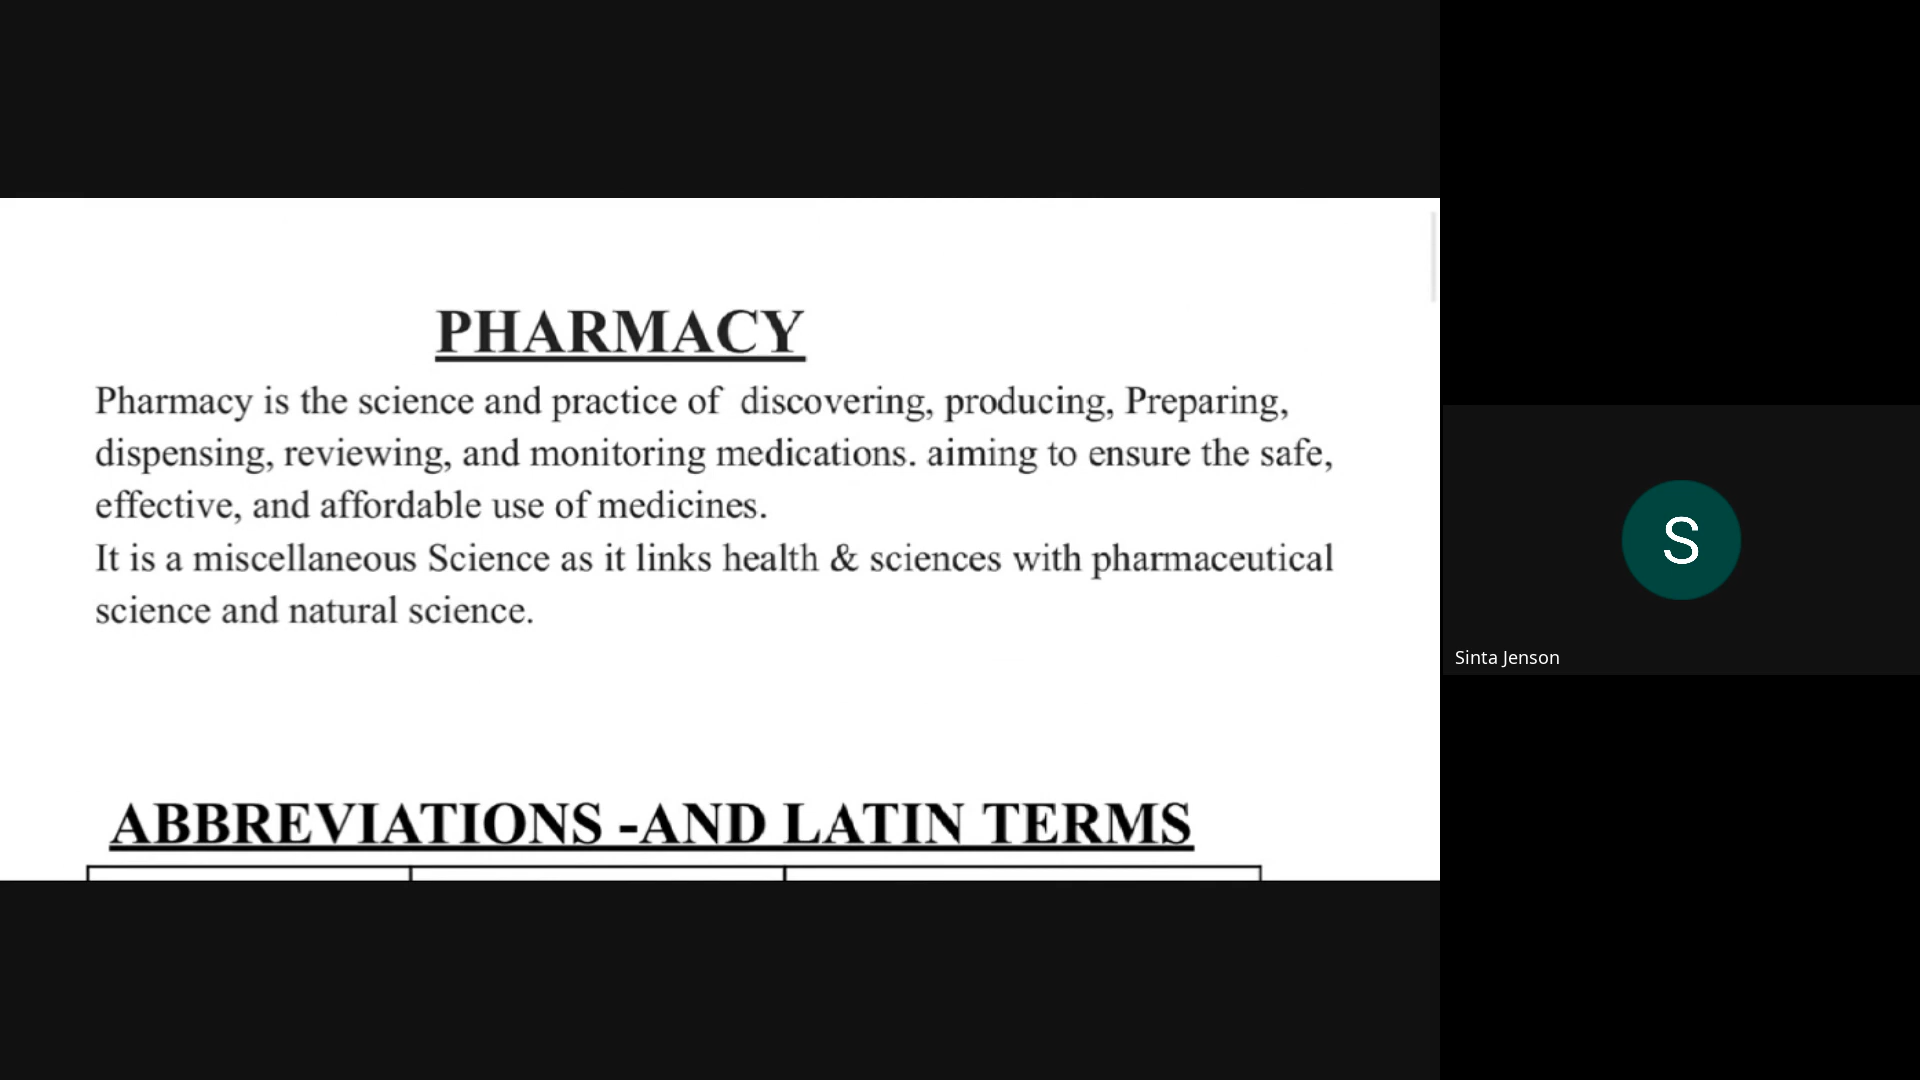 PHARMACY
Pharmacy is the science and practice of discovering, producing, Preparing,
dispensing, reviewing, and monitoring medications. aiming to ensure the safe,
effective, and affordable use of medicines.
It is a miscellaneous Science as it links health & sciences with pharmaceutical
science and natural science.
ABBREVIATIONS -AND LATIN TERMS
S
Sinta Jenson